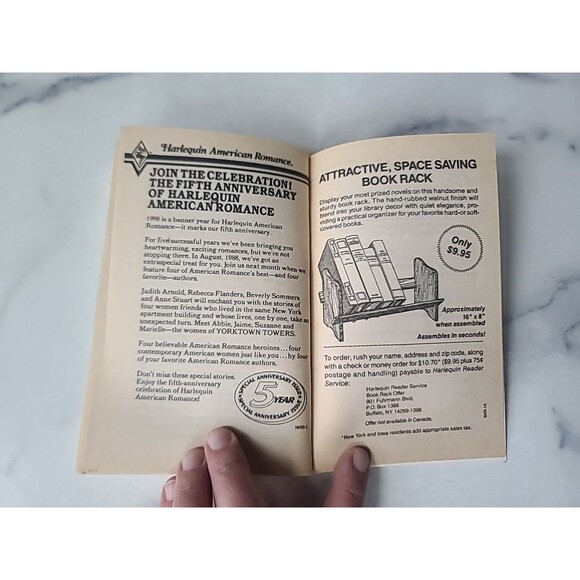 Harlequin American Romance.
JOIN THE CELEBRATION!
THE FIFTH ANNIVERSARY
OF HARLEQUIN
AMERICAN ROMANCE
1988 is a banner year for Harlequin American
Romance—it marks our fifth anniversary.
For five successful years we've been bringing you
heartwarming, exciting romances, but we're not
stopping there. In August, 1988, we've got an
extraspecial treat for you. Join us next month when we
feature four of American Romance's best—and four
favorite—authors.
Judith Arnold, Rebecca Flanders, Beverly Sommers
and Anne Stuart will enchant you with the stories of
four women friends who lived in the same New York
apartment building and whose lives, one by one, take an
unexpected turn. Meet Abbie, Jaime, Suzanne and
Marielle—the women of YORKTOWN TOWERS.
Four believable American Romance heroines...four
contemporary American women just like you...by four
of your favorite American Romance authors.
Don't miss these special stories.
Enjoy the fifth-anniversary
celebration of Harlequin
American Romance!
SPECIAL ANNIVERSARY ISSUE
5 YEAR
SPECIAL ANNIVERSARY ISSUE
ATTRACTIVE, SPACE SAVING
BOOK RACK
Display your most prized novels on this handsome and
sturdy book rack. The hand-rubbed walnut finish will
blend into your library decor with quiet elegance, pro-
viding a practical organizer for your favorite hard-or soft-
covered books.
Only
$9.95
Approximately
16" x 8"
when assembled
Assembles in seconds!
To order, rush your name, address and zip code, along
with a check or money order for $10.70* ($9.95 plus 75¢
postage and handling) payable to Harlequin Reader
Service:
Harlequin Reader Service
Book Rack Offer
901 Fuhrmann Blvd.
P.O. Box 1396
Buffalo, NY 14269-1396
Offer not available in Canada.
*New York and Iowa residents add appropriate sales tax.